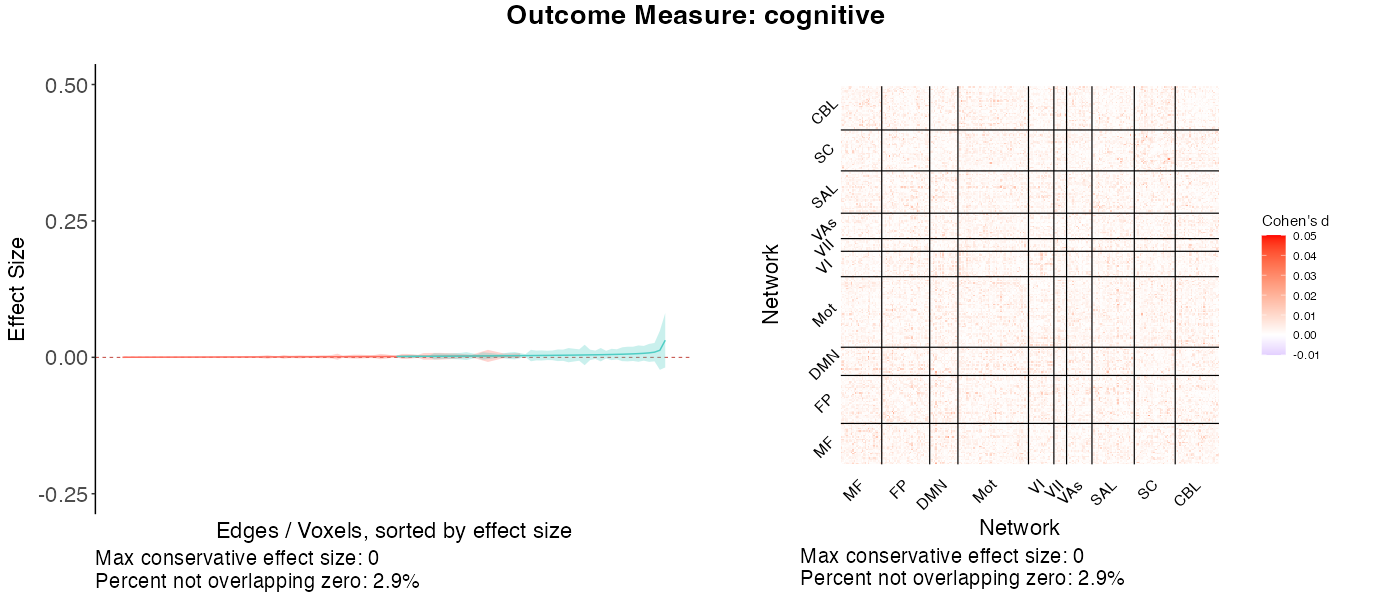 Outcome Measure: cognitive
0.50
0.25
0.00
-0.25
Effect Size
Edges / Voxels, sorted by effect size
Max conservative effect size: 0
Percent not overlapping zero: 2.9%
Network
CBL
SC
SAL
VAs
VII
VI
Mot
DMN
FP
MF
MF
FP
DMN
Mot
VI
VII
VAs
SAL
SC
CBL
Network
Max conservative effect size: 0
Percent not overlapping zero: 2.9%
Cohen's d
0.05
0.04
0.03
0.02
0.01
0.00
-0.01